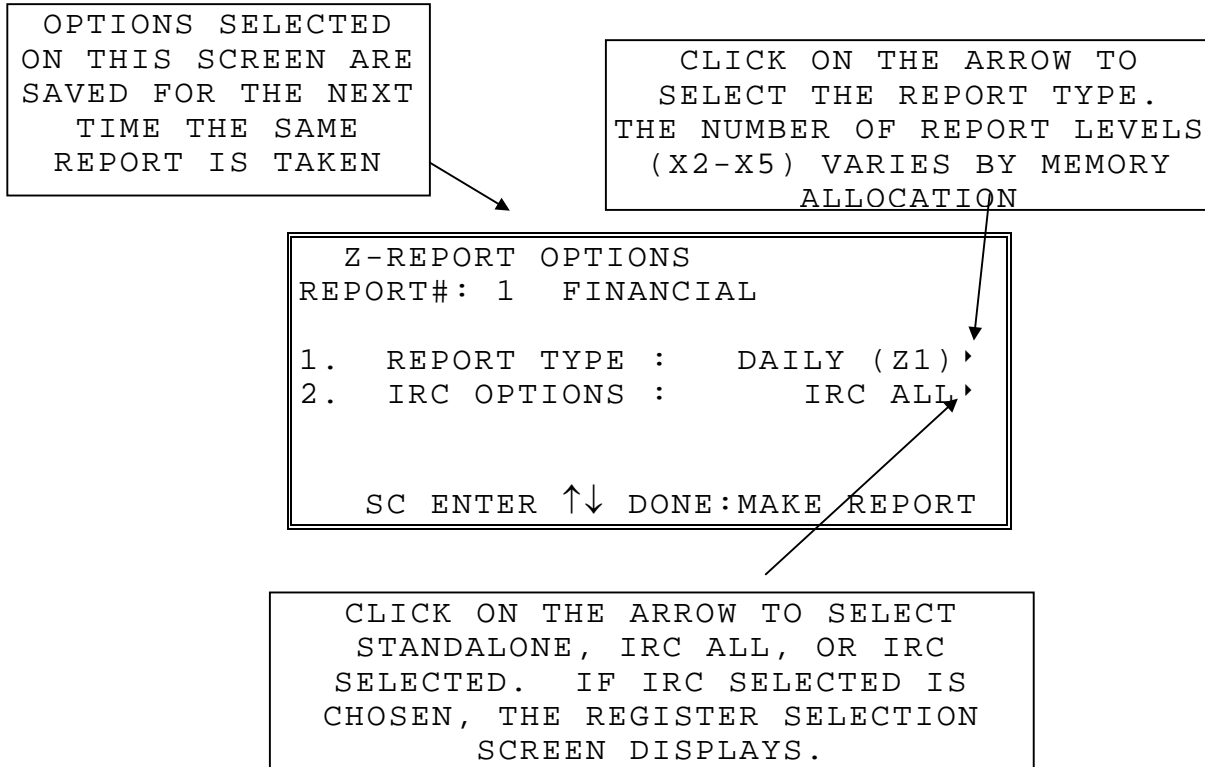 OPTIONS SELECTED
ON THIS SCREEN ARE
SAVED FOR THE NEXT
TIME THE SAME
REPORT IS TAKEN
CLICK ON THE ARROW TO
SELECT THE REPORT TYPE.
THE NUMBER OF REPORT LEVELS
(X2-X5) VARIES BY MEMORY
ALLOCATION
Z-REPORT OPTIONS
REPORT#: 1 FINANCIAL
1. REPORT TYPE : DAILY (Z1)
2. IRC OPTIONS : IRC ALL
SC ENTER ↑↓ DONE:MAKE REPORT
CLICK ON THE ARROW TO SELECT
STANDALONE, IRC ALL, OR IRC
SELECTED. IF IRC SELECTED IS
CHOSEN, THE REGISTER SELECTION
SCREEN DISPLAYS.